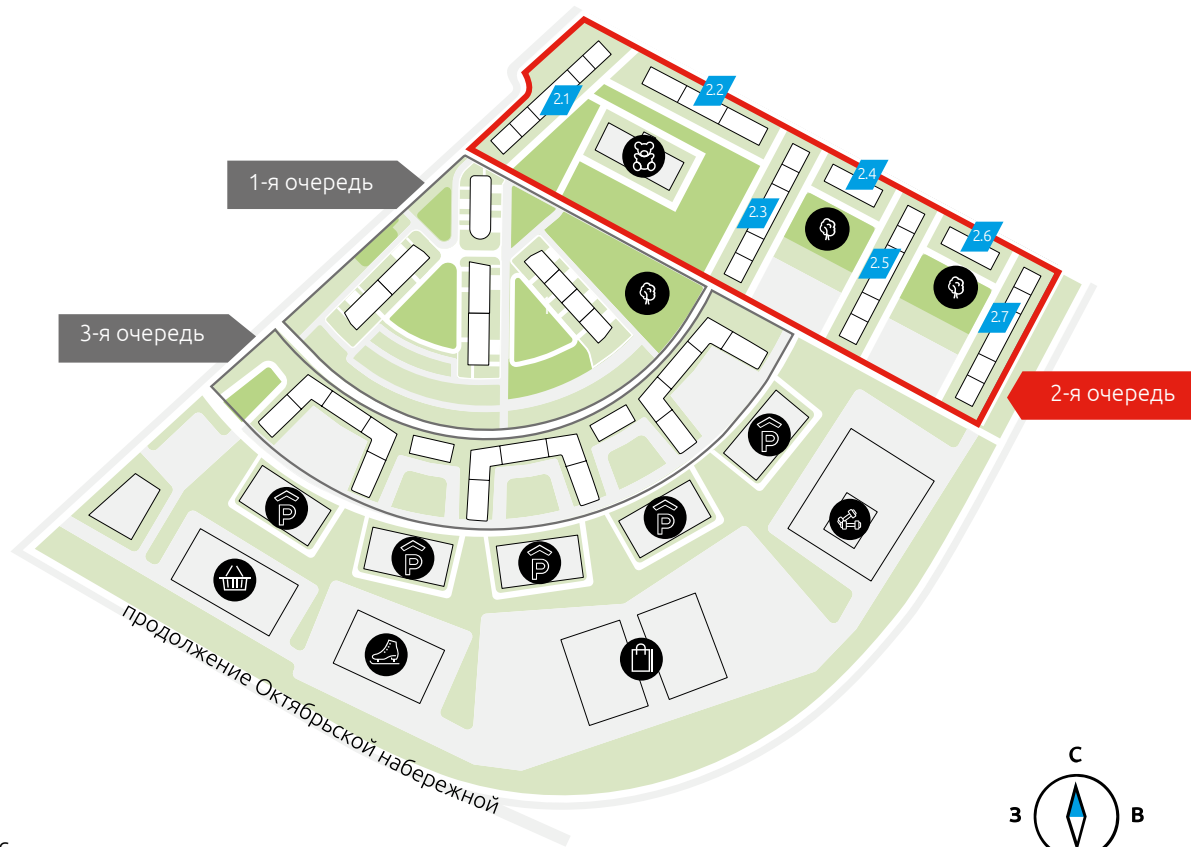 2.1
2.2
1-я очередь
2.4
2.3
2.6
2.5
2.7
3-я очередь
2-я очередь
P
P
P
P
P
продолжение Октябрьской набережной
С
З
В